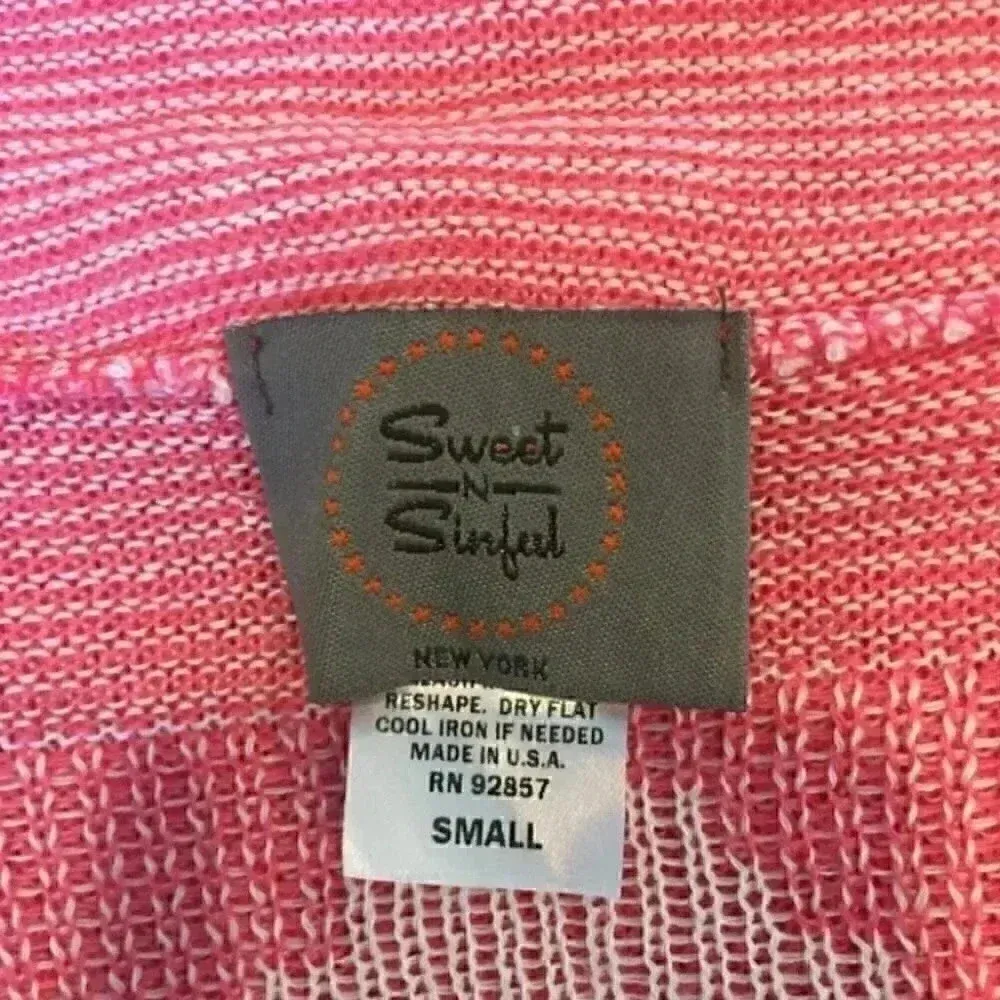 Sweet
N
Sinful
NEW YORK
RESHAPE. DRY FLAT
COOL IRON IF NEEDED
MADE IN U.S.A.
RN 92857
SMALL